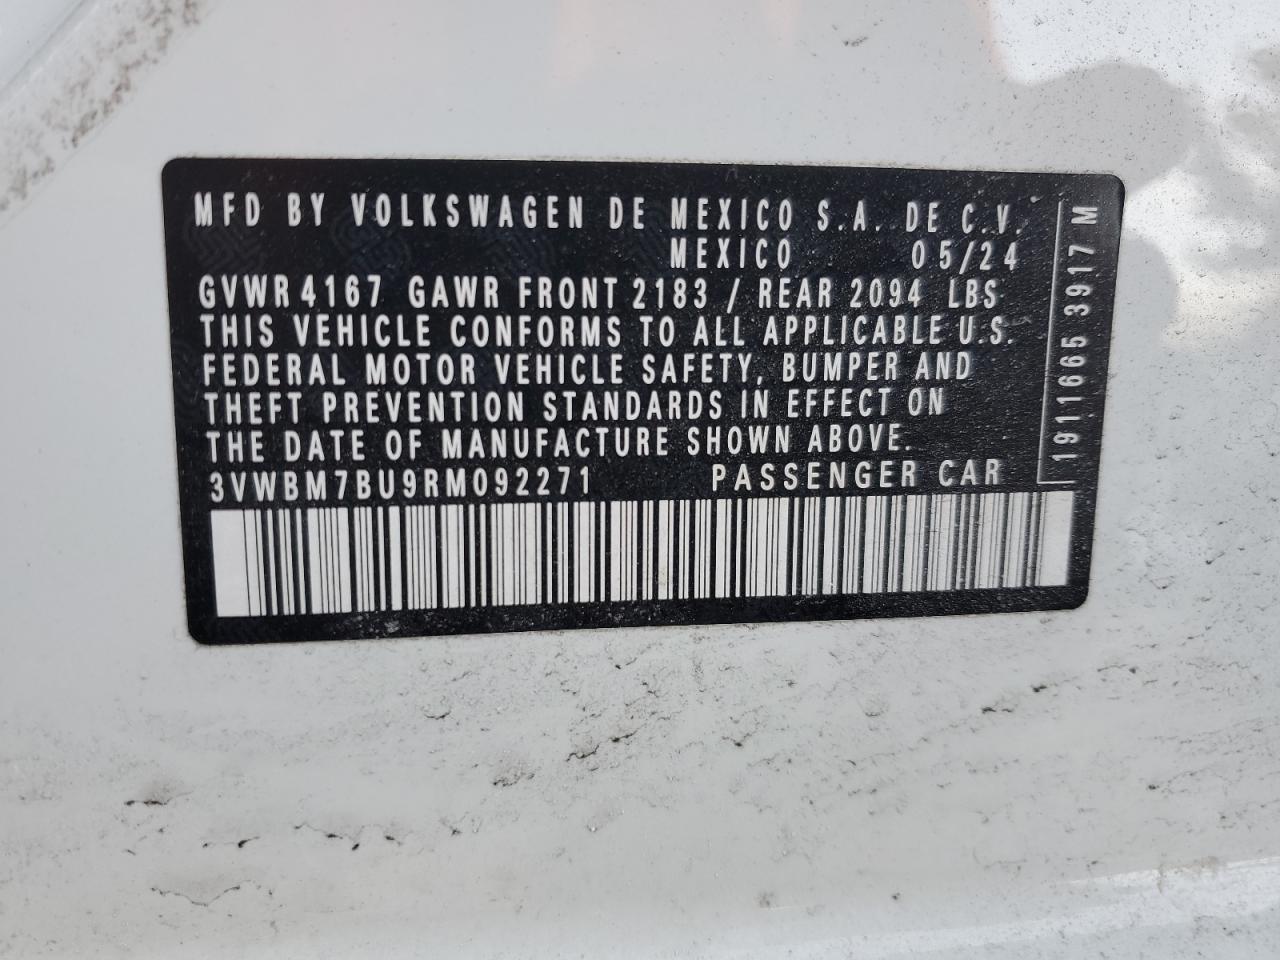 MFD BY VOLKSWAGEN DE MEXICO S.A. DE C.V.
MEXICO 05/24
GVWR 4167 GAWR FRONT 2183 / REAR 2094 LBS
THIS VEHICLE CONFORMS TO ALL APPLICABLE U.S.
FEDERAL MOTOR VEHICLE SAFETY, BUMPER AND
THEFT PREVENTION STANDARDS IN EFFECT ON
THE DATE OF MANUFACTURE SHOWN ABOVE.
3VWBM7BU9RM092271 PASSENGER CAR
1911665 3917 M